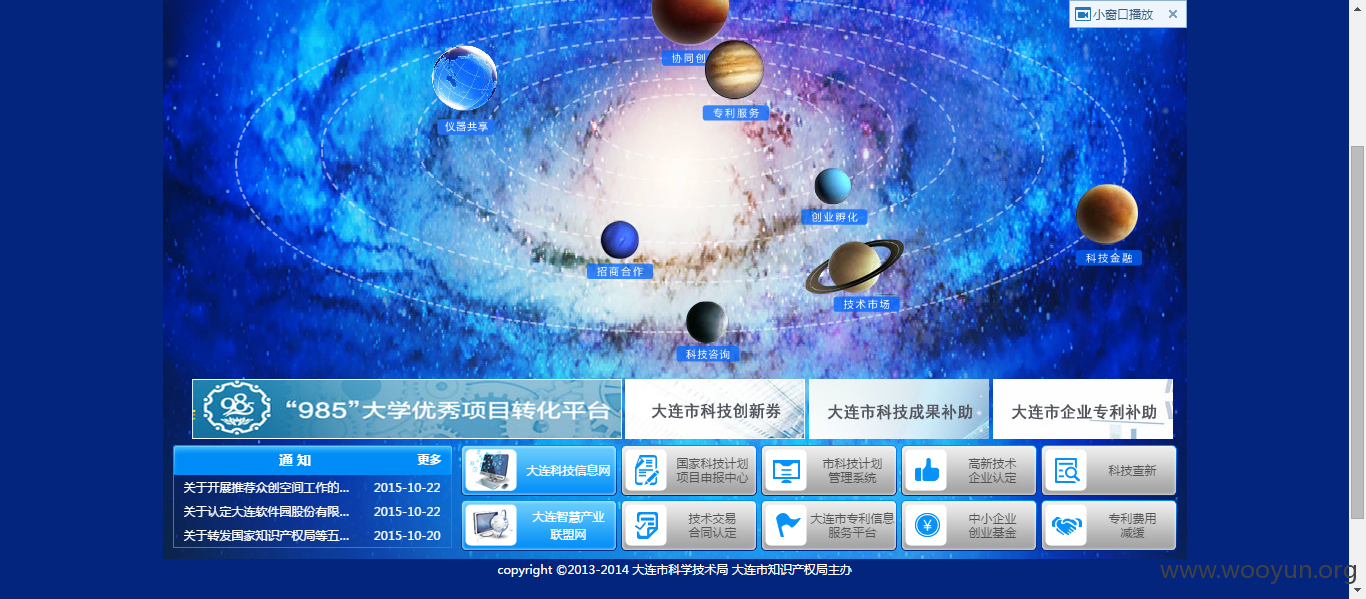 小窗口播放
协同创
仪器共享
专利服务
创业孵化
科技金融
招商合作
技术市场
科技咨询
985
“985”大学优秀项目转化平台
大连市科技创新券
大连市科技成果补助
大连市企业专利补助
通 知 更多
关于开展推荐众创空间工作的... 2015-10-22
关于认定大连软件园股份有限... 2015-10-22
关于转发国家知识产权局等五... 2015-10-20
大连科技信息网
国家科技计划
项目申报中心
市科技计划
管理系统
高新技术
企业认定
科技查新
大连智慧产业
联盟网
技术交易
合同认定
大连市专利信息
服务平台
中小企业
创业基金
专利费用
减缓
copyright ©2013-2014 大连市科学技术局 大连市知识产权局主办
www.wooyun.org